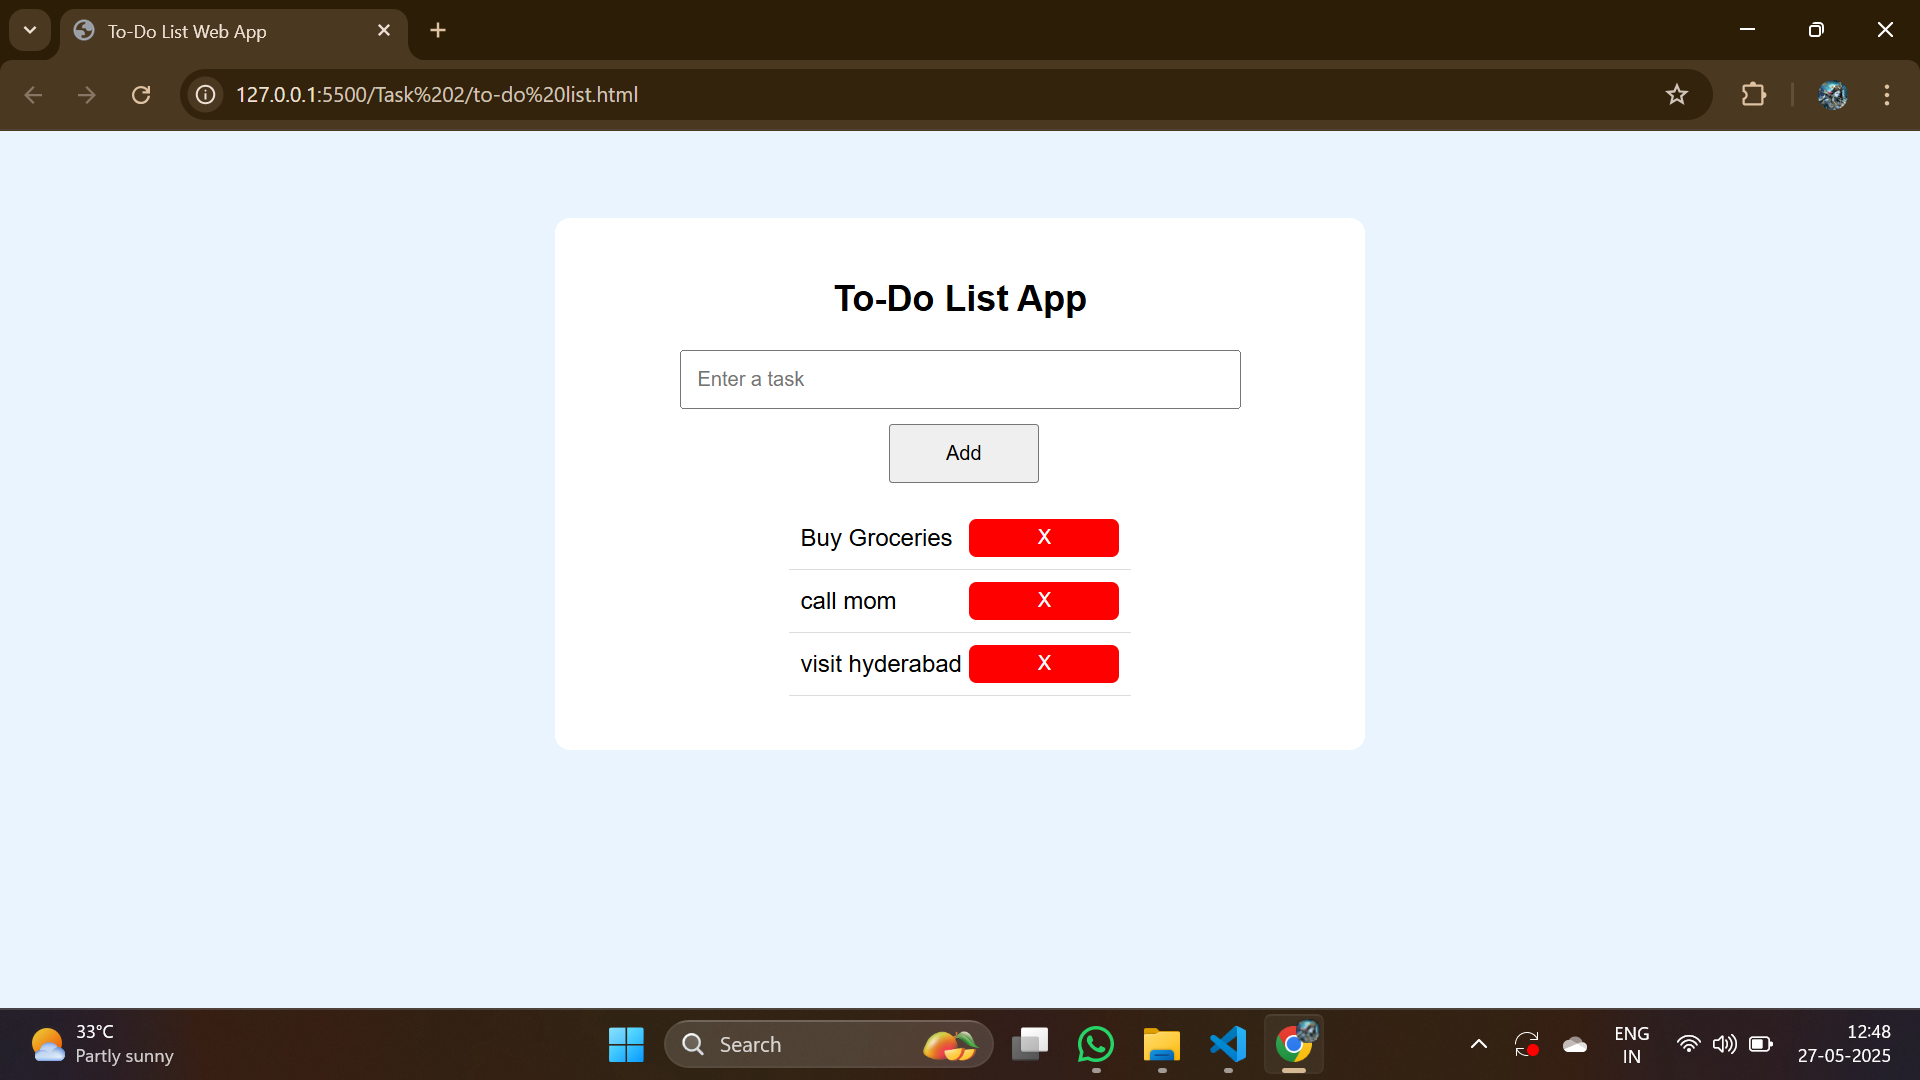 To-Do List Web App
127.0.0.1:5500/Task%202/to-do%20list.html
To-Do List App
Enter a task
Add
Buy Groceries X
call mom X
visit hyderabad X
33°C
Partly sunny
Search
ENG
IN
12:48
27-05-2025